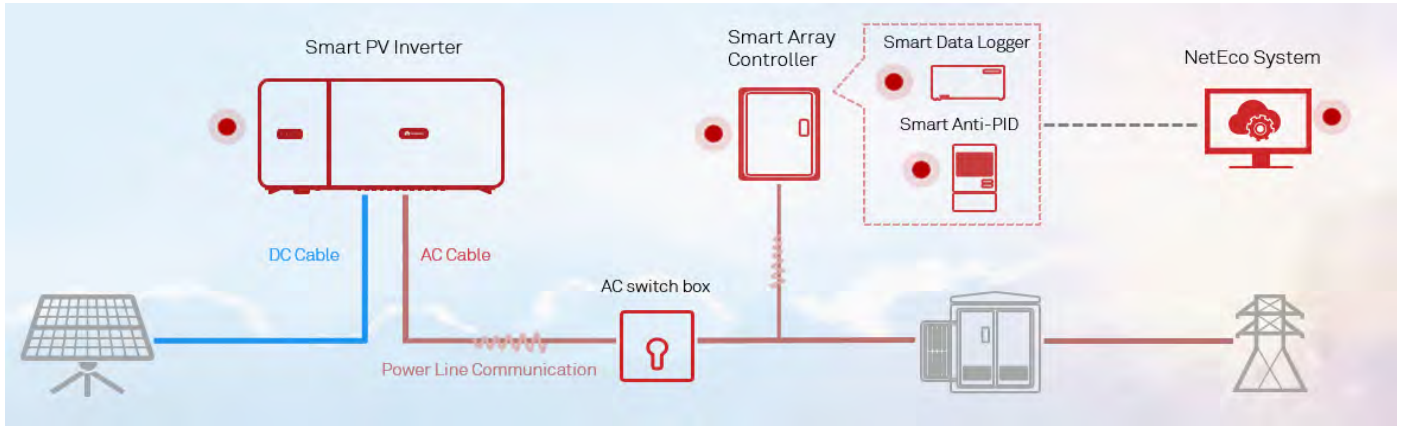 Smart PV Inverter
Smart Array
Controller
Smart Data Logger
NetEco System
Smart Anti-PID
DC Cable
AC Cable
AC switch box
Power Line Communication